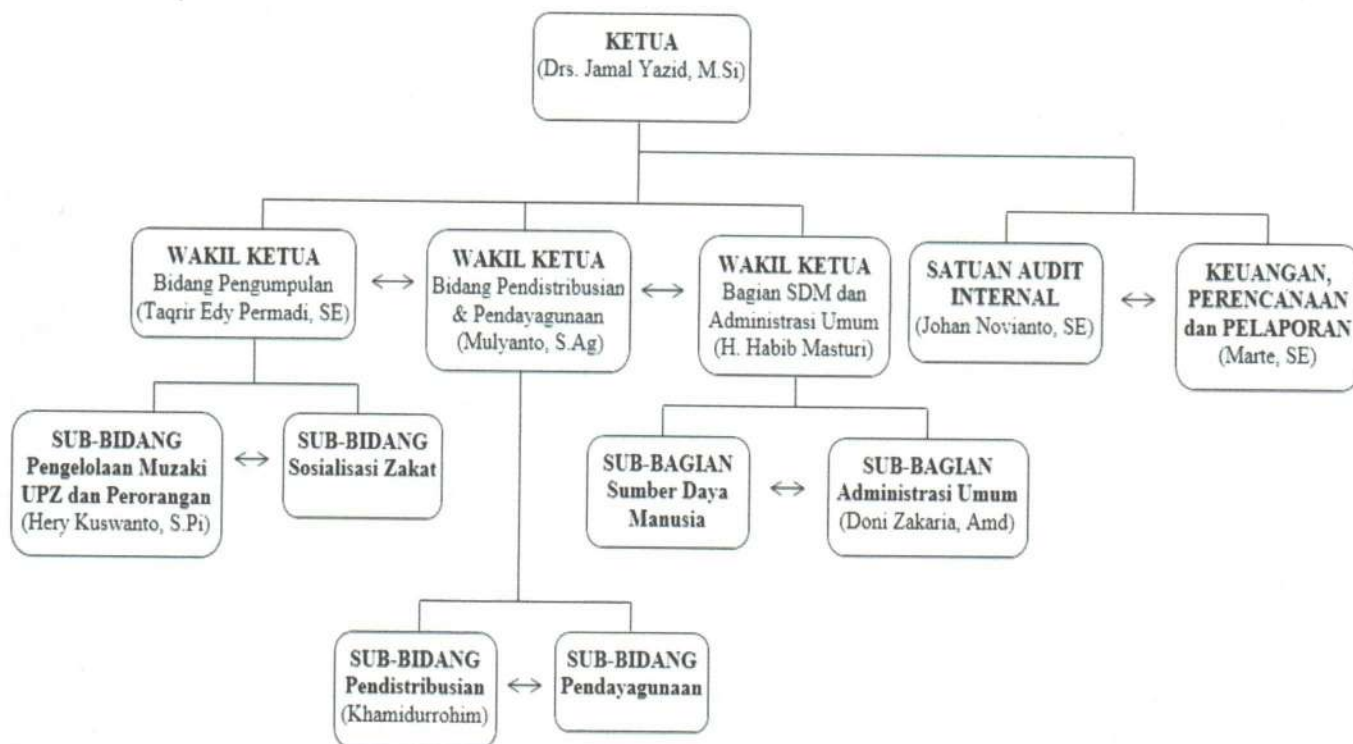 KETUA
(Drs. Jamal Yazid, M.Si)
WAKIL KETUA
Bidang Pengumpulan
(Taqrir Edy Permadi, SE)
WAKIL KETUA
Bidang Pendistribusian
& Pendayagunaan
(Mulyanto, S.Ag)
WAKIL KETUA
Bagian SDM dan
Administrasi Umum
(H. Habib Masturi)
SATUAN AUDIT
INTERNAL
(Johan Novianto, SE)
KEUANGAN,
PERENCANAAN
dan PELAPORAN
(Marte, SE)
SUB-BIDANG
Pengelolaan Muzaki
UPZ dan Perorangan
(Hery Kuswanto, S.Pi)
SUB-BIDANG
Sosialisasi Zakat
SUB-BAGIAN
Sumber Daya
Manusia
SUB-BAGIAN
Administrasi Umum
(Doni Zakaria, Amd)
SUB-BIDANG
Pendistribusian
(Khamidurrohim)
SUB-BIDANG
Pendayagunaan